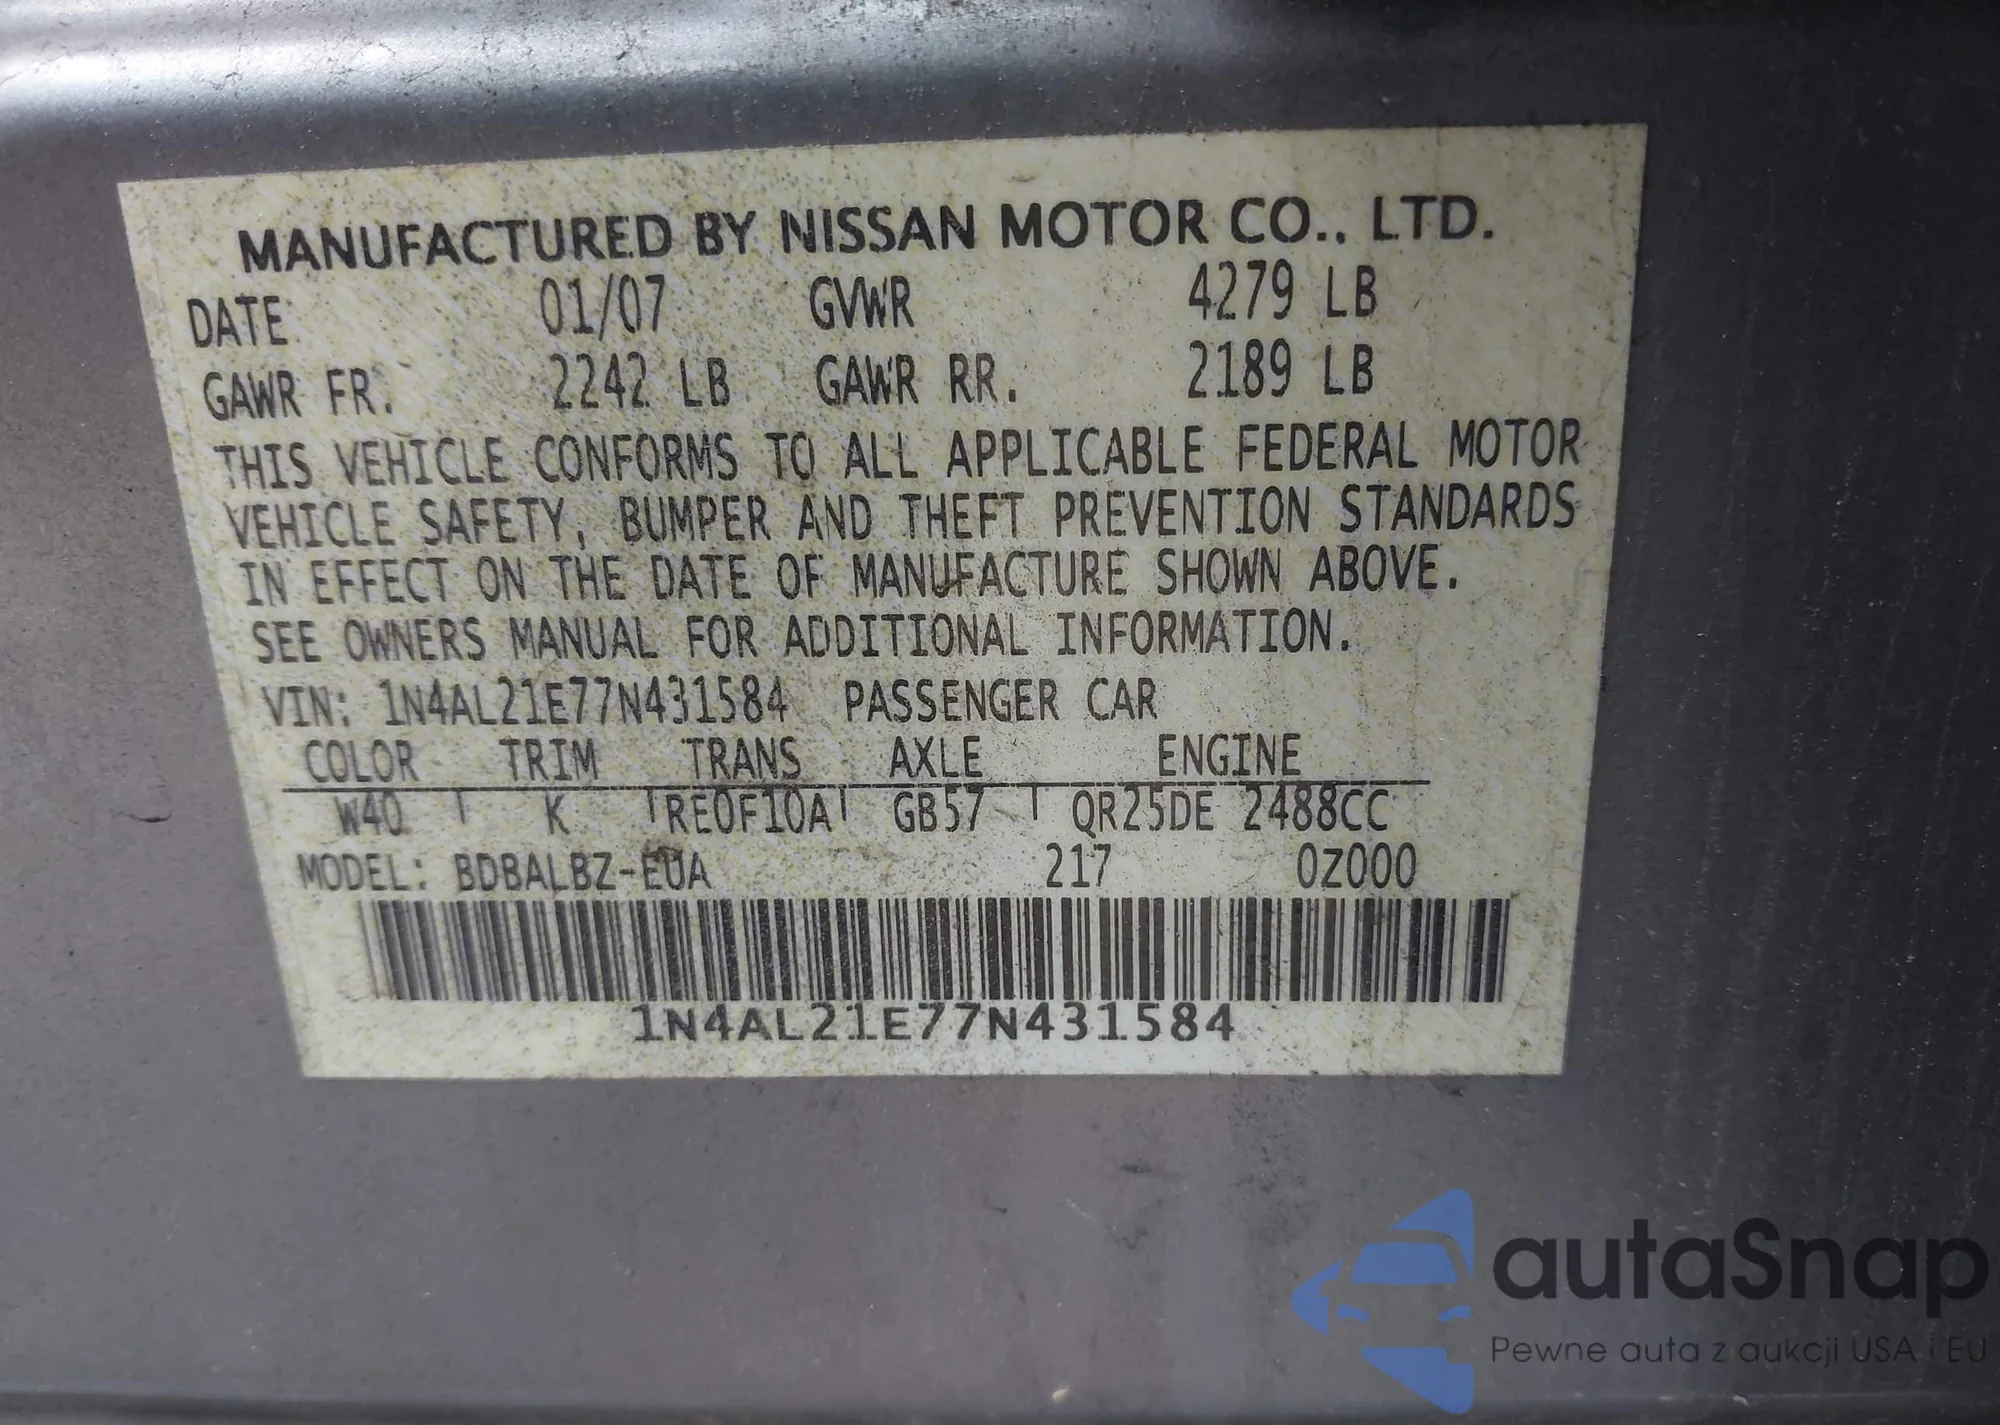 MANUFACTURED BY NISSAN MOTOR CO., LTD.
DATE 01/07 GVWR 4279 LB
GAWR FR. 2242 LB GAWR RR. 2189 LB
THIS VEHICLE CONFORMS TO ALL APPLICABLE FEDERAL MOTOR
VEHICLE SAFETY, BUMPER AND THEFT PREVENTION STANDARDS
IN EFFECT ON THE DATE OF MANUFACTURE SHOWN ABOVE.
SEE OWNERS MANUAL FOR ADDITIONAL INFORMATION.
VIN: 1N4AL21E77N431584 PASSENGER CAR
COLOR TRIM TRANS AXLE ENGINE
W40 K RE0F10A GB57 QR25DE 2488CC
MODEL: BDBALBZ-EUA 217 0Z000
1N4AL21E77N431584
autaSnap
Pewne auta z aukcji USA i EU